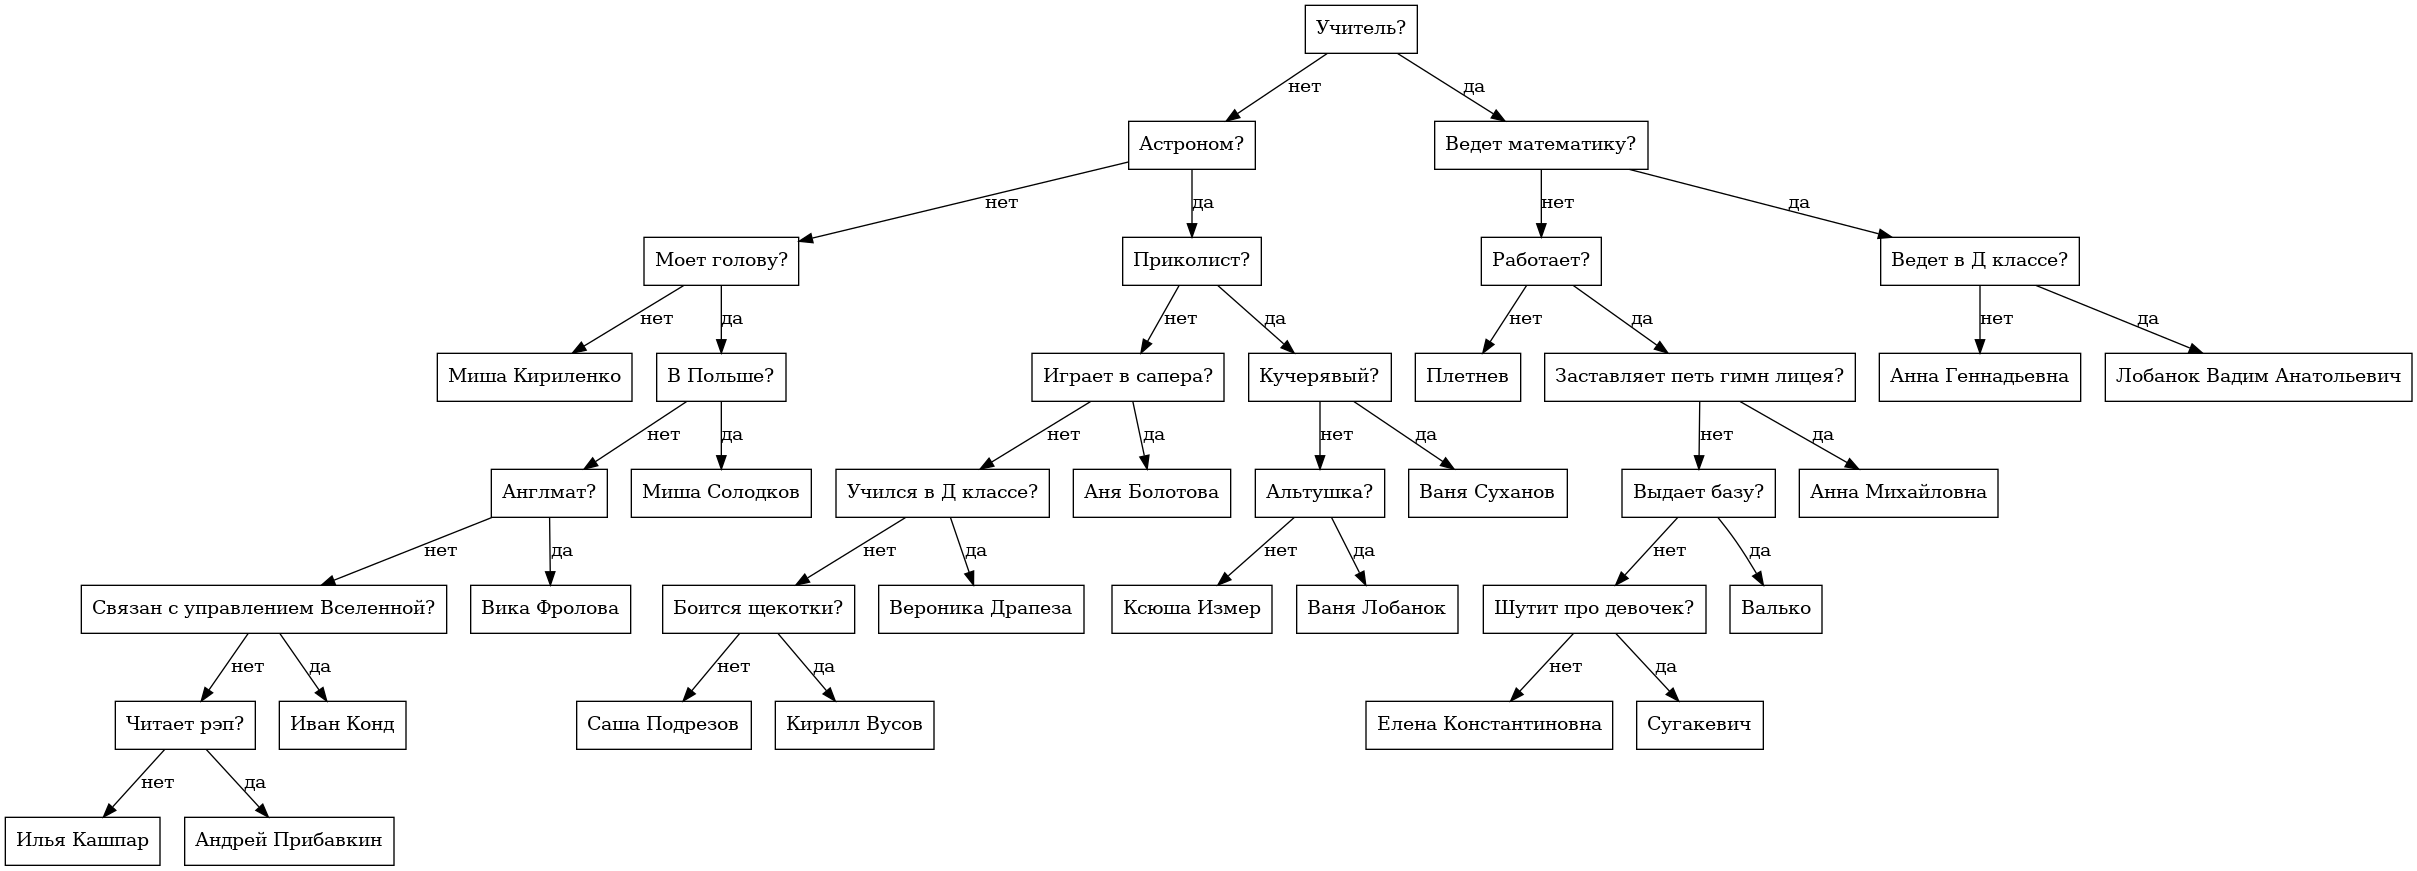 Учитель?
нет
да
Астроном?
Ведет математику?
нет
да
нет
да
Моет голову?
Приколист?
Работает?
Ведет в Д классе?
нет
да
нет
да
нет
да
нет
да
Миша Кириленко
В Польше?
Играет в сапера?
Кучерявый?
Плетнев
Заставляет петь гимн лицея?
Анна Геннадьевна
Лобанок Вадим Анатольевич
нет
да
нет
да
нет
да
нет
да
Англмат?
Миша Солодков
Учился в Д классе?
Аня Болотова
Альтушка?
Ваня Суханов
Выдает базу?
Анна Михайловна
нет
да
нет
да
нет
да
нет
да
Связан с управлением Вселенной?
Вика Фролова
Боится щекотки?
Вероника Драпеза
Ксюша Измер
Ваня Лобанок
Шутит про девочек?
Валько
нет
да
нет
да
нет
да
Читает рэп?
Иван Конд
Саша Подрезов
Кирилл Вусов
Елена Константиновна
Сугакевич
нет
да
Илья Кашпар
Андрей Прибавкин